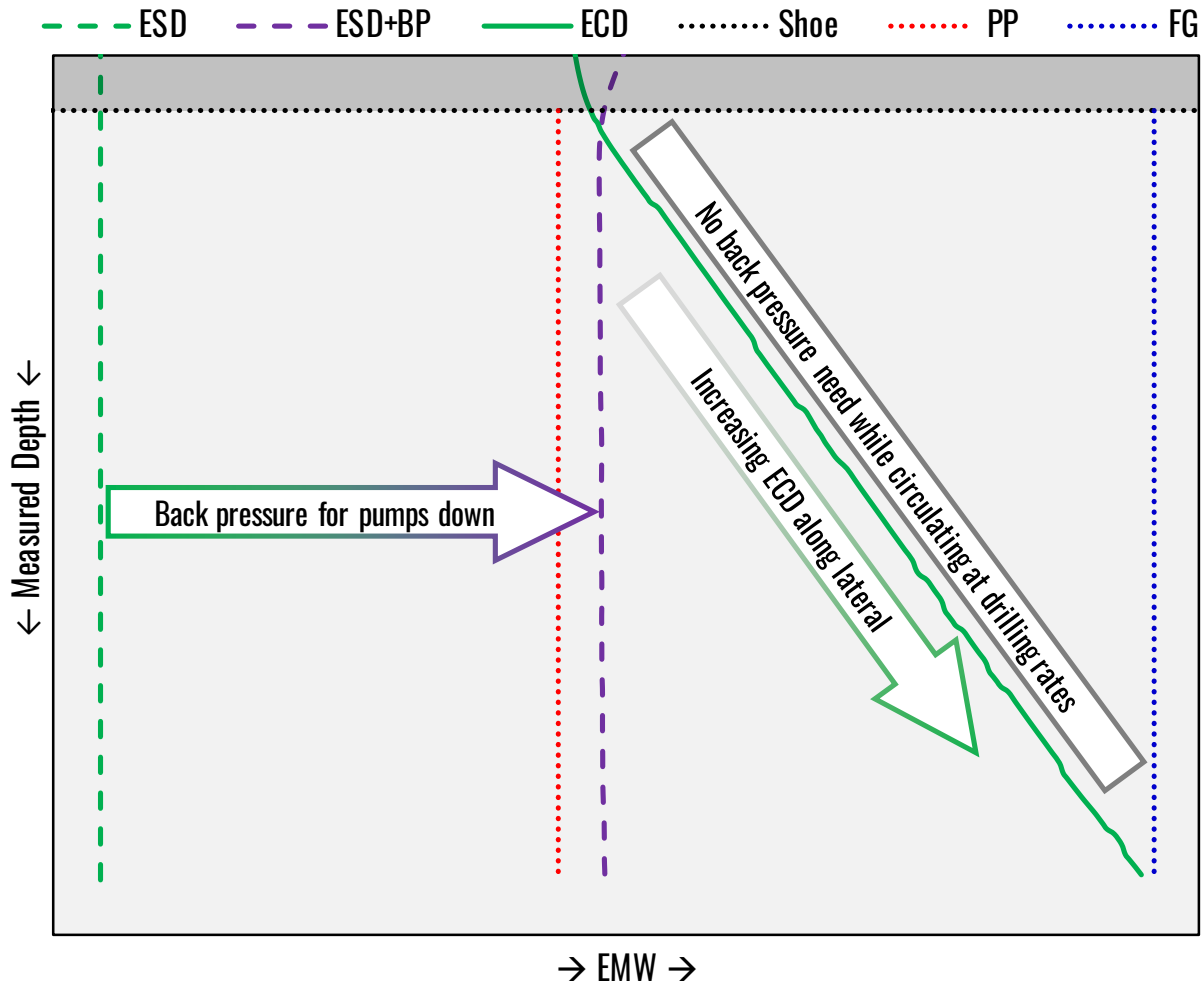 ESD
ESD+BP
ECD
Shoe
PP
FG
No back pressure need while circulating at drilling rates
Increasing ECD along lateral
Back pressure for pumps down
← Measured Depth ←
→ EMW →